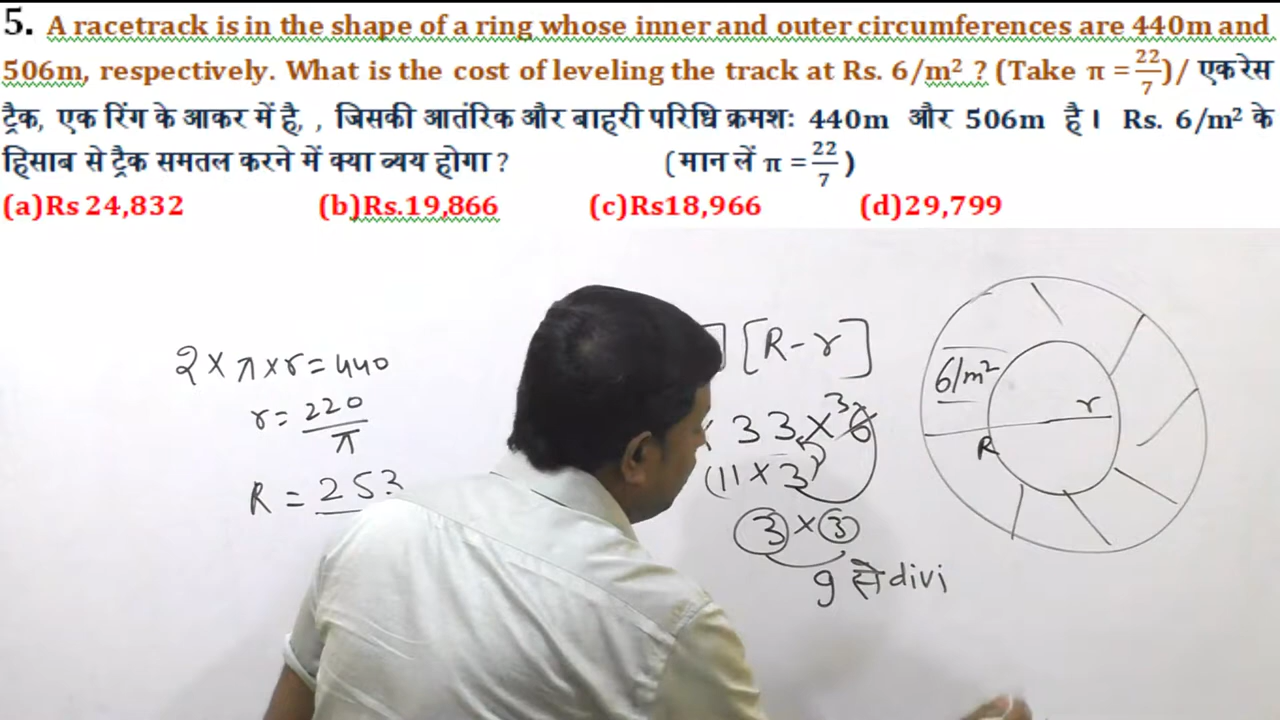 5. A racetrack is in the shape of a ring whose inner and outer circumferences are 440m and
506m, respectively. What is the cost of leveling the track at Rs. 6/m² ? (Take π = 22/7)/ एक रेस
ट्रैक, एक रिंग के आकर में है, , जिसकी आतंरिक और बाहरी परिधि क्रमशः 440m और 506m है। Rs. 6/m² के
हिसाब से ट्रैक समतल करने में क्या व्यय होगा ? (मान लें π = 22/7 )
(a)Rs 24,832 (b)Rs.19,866 (c)Rs18,966 (d)29,799
2 × π × r = 440
r = 220/π
R = 253
] [R - r]
33 × 3 6
(11 × 3)
3 × 3
9 से divi
6/m²
r
R